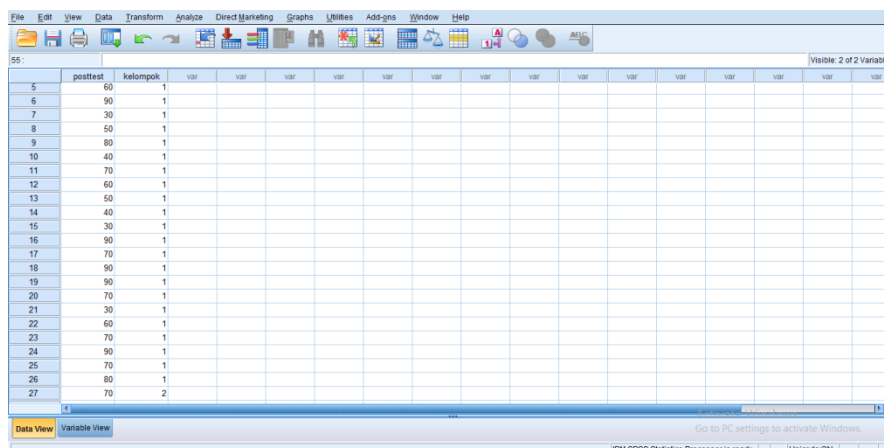 File Edit View Data Transform Analyze Direct Marketing Graphs Utilities Add-ons Window Help
55 : Visible: 2 of 2 Variabl
posttest kelompok var var var var var var var var var var var var var
5 60 1
6 90 1
7 30 1
8 50 1
9 80 1
10 40 1
11 70 1
12 60 1
13 50 1
14 40 1
15 30 1
16 90 1
17 70 1
18 90 1
19 90 1
20 70 1
21 30 1
22 60 1
23 70 1
24 90 1
25 70 1
26 80 1
27 70 2
Data View Variable View
Go to PC settings to activate Windows.